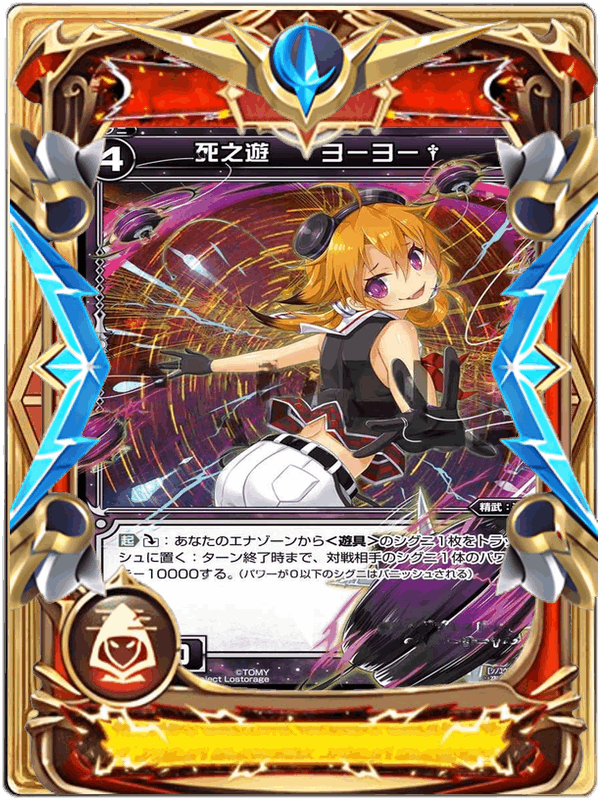 4
死之遊 ヨーヨー†
精武:
起 : あなたのエナゾーンから<遊具>のシグニ1枚をトラッ
シュに置く:ターン終了時まで、対戦相手のシグニ1体のパワ
ー-10000する。(パワーが0以下のシグニはバニッシュされる)
0
©TOMY
ject Lostorage